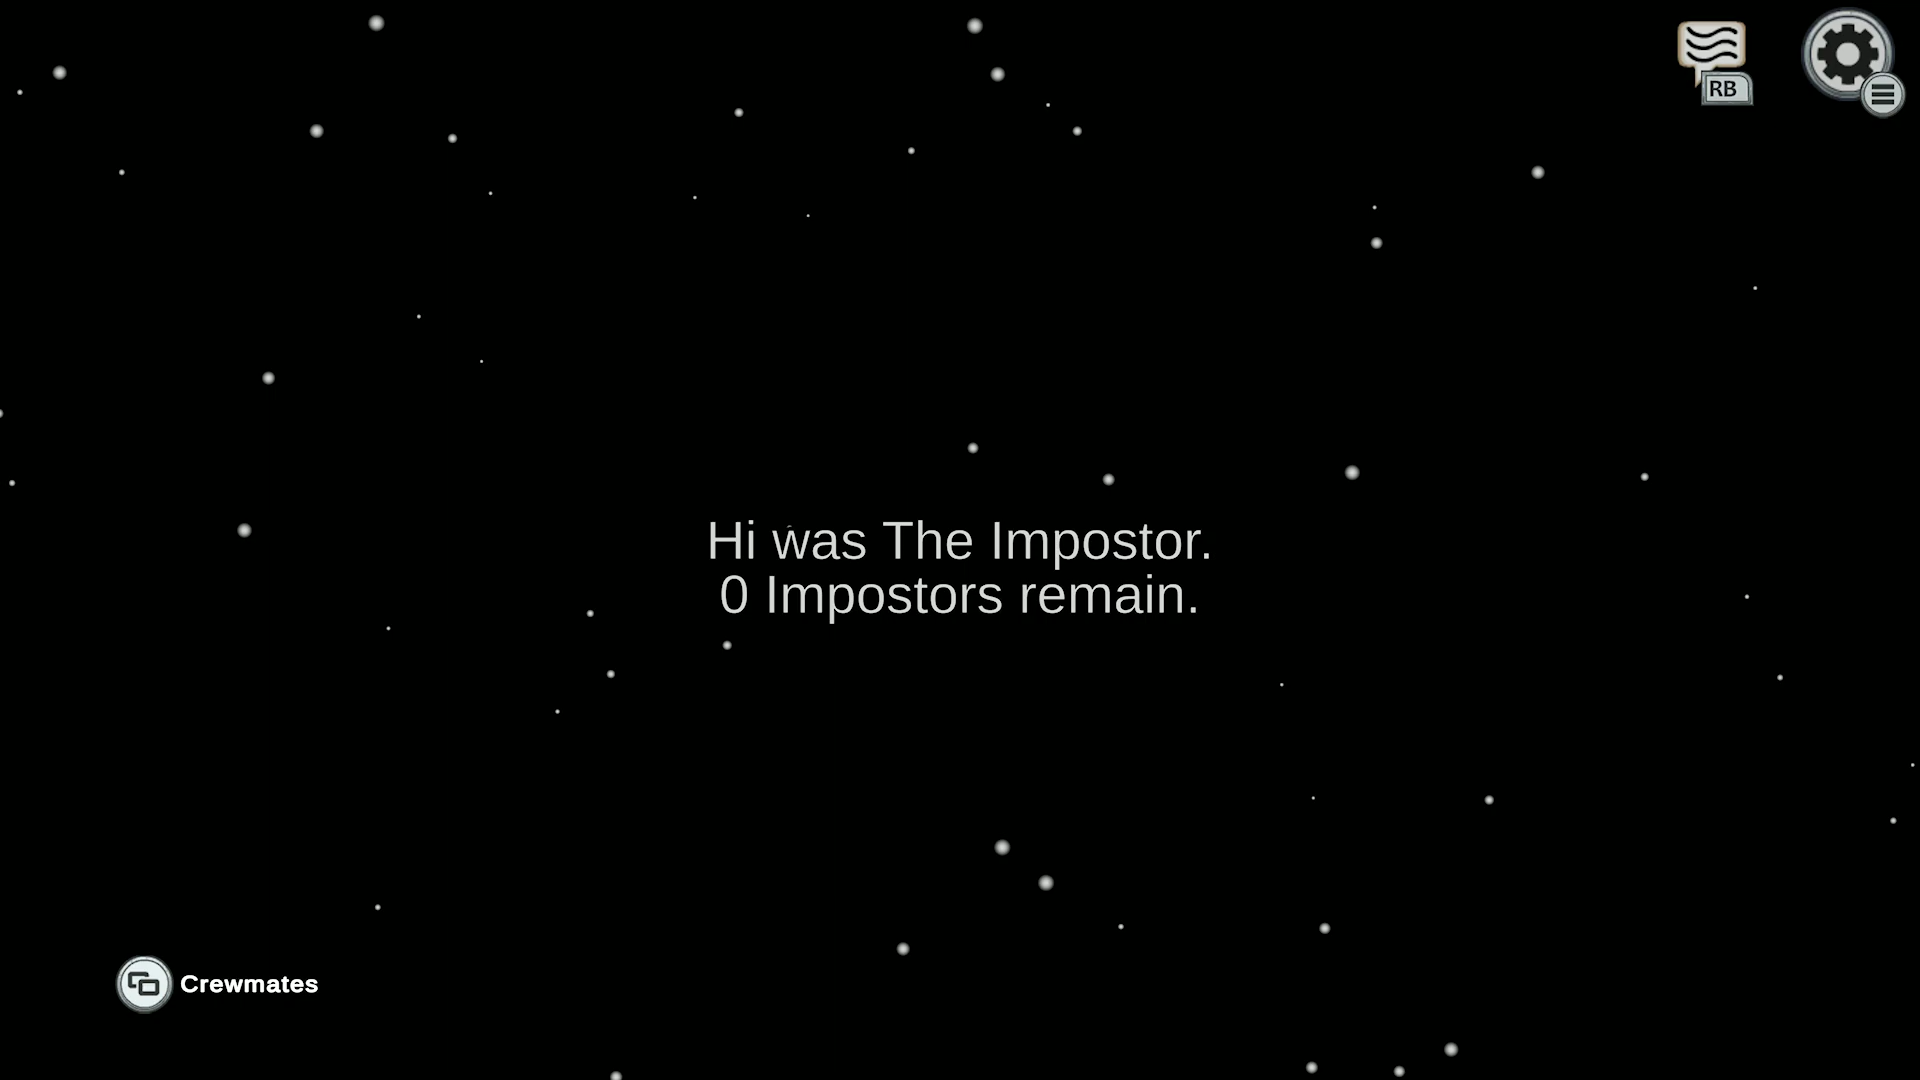 RB
Hi was The Impostor.
0 Impostors remain.
Crewmates